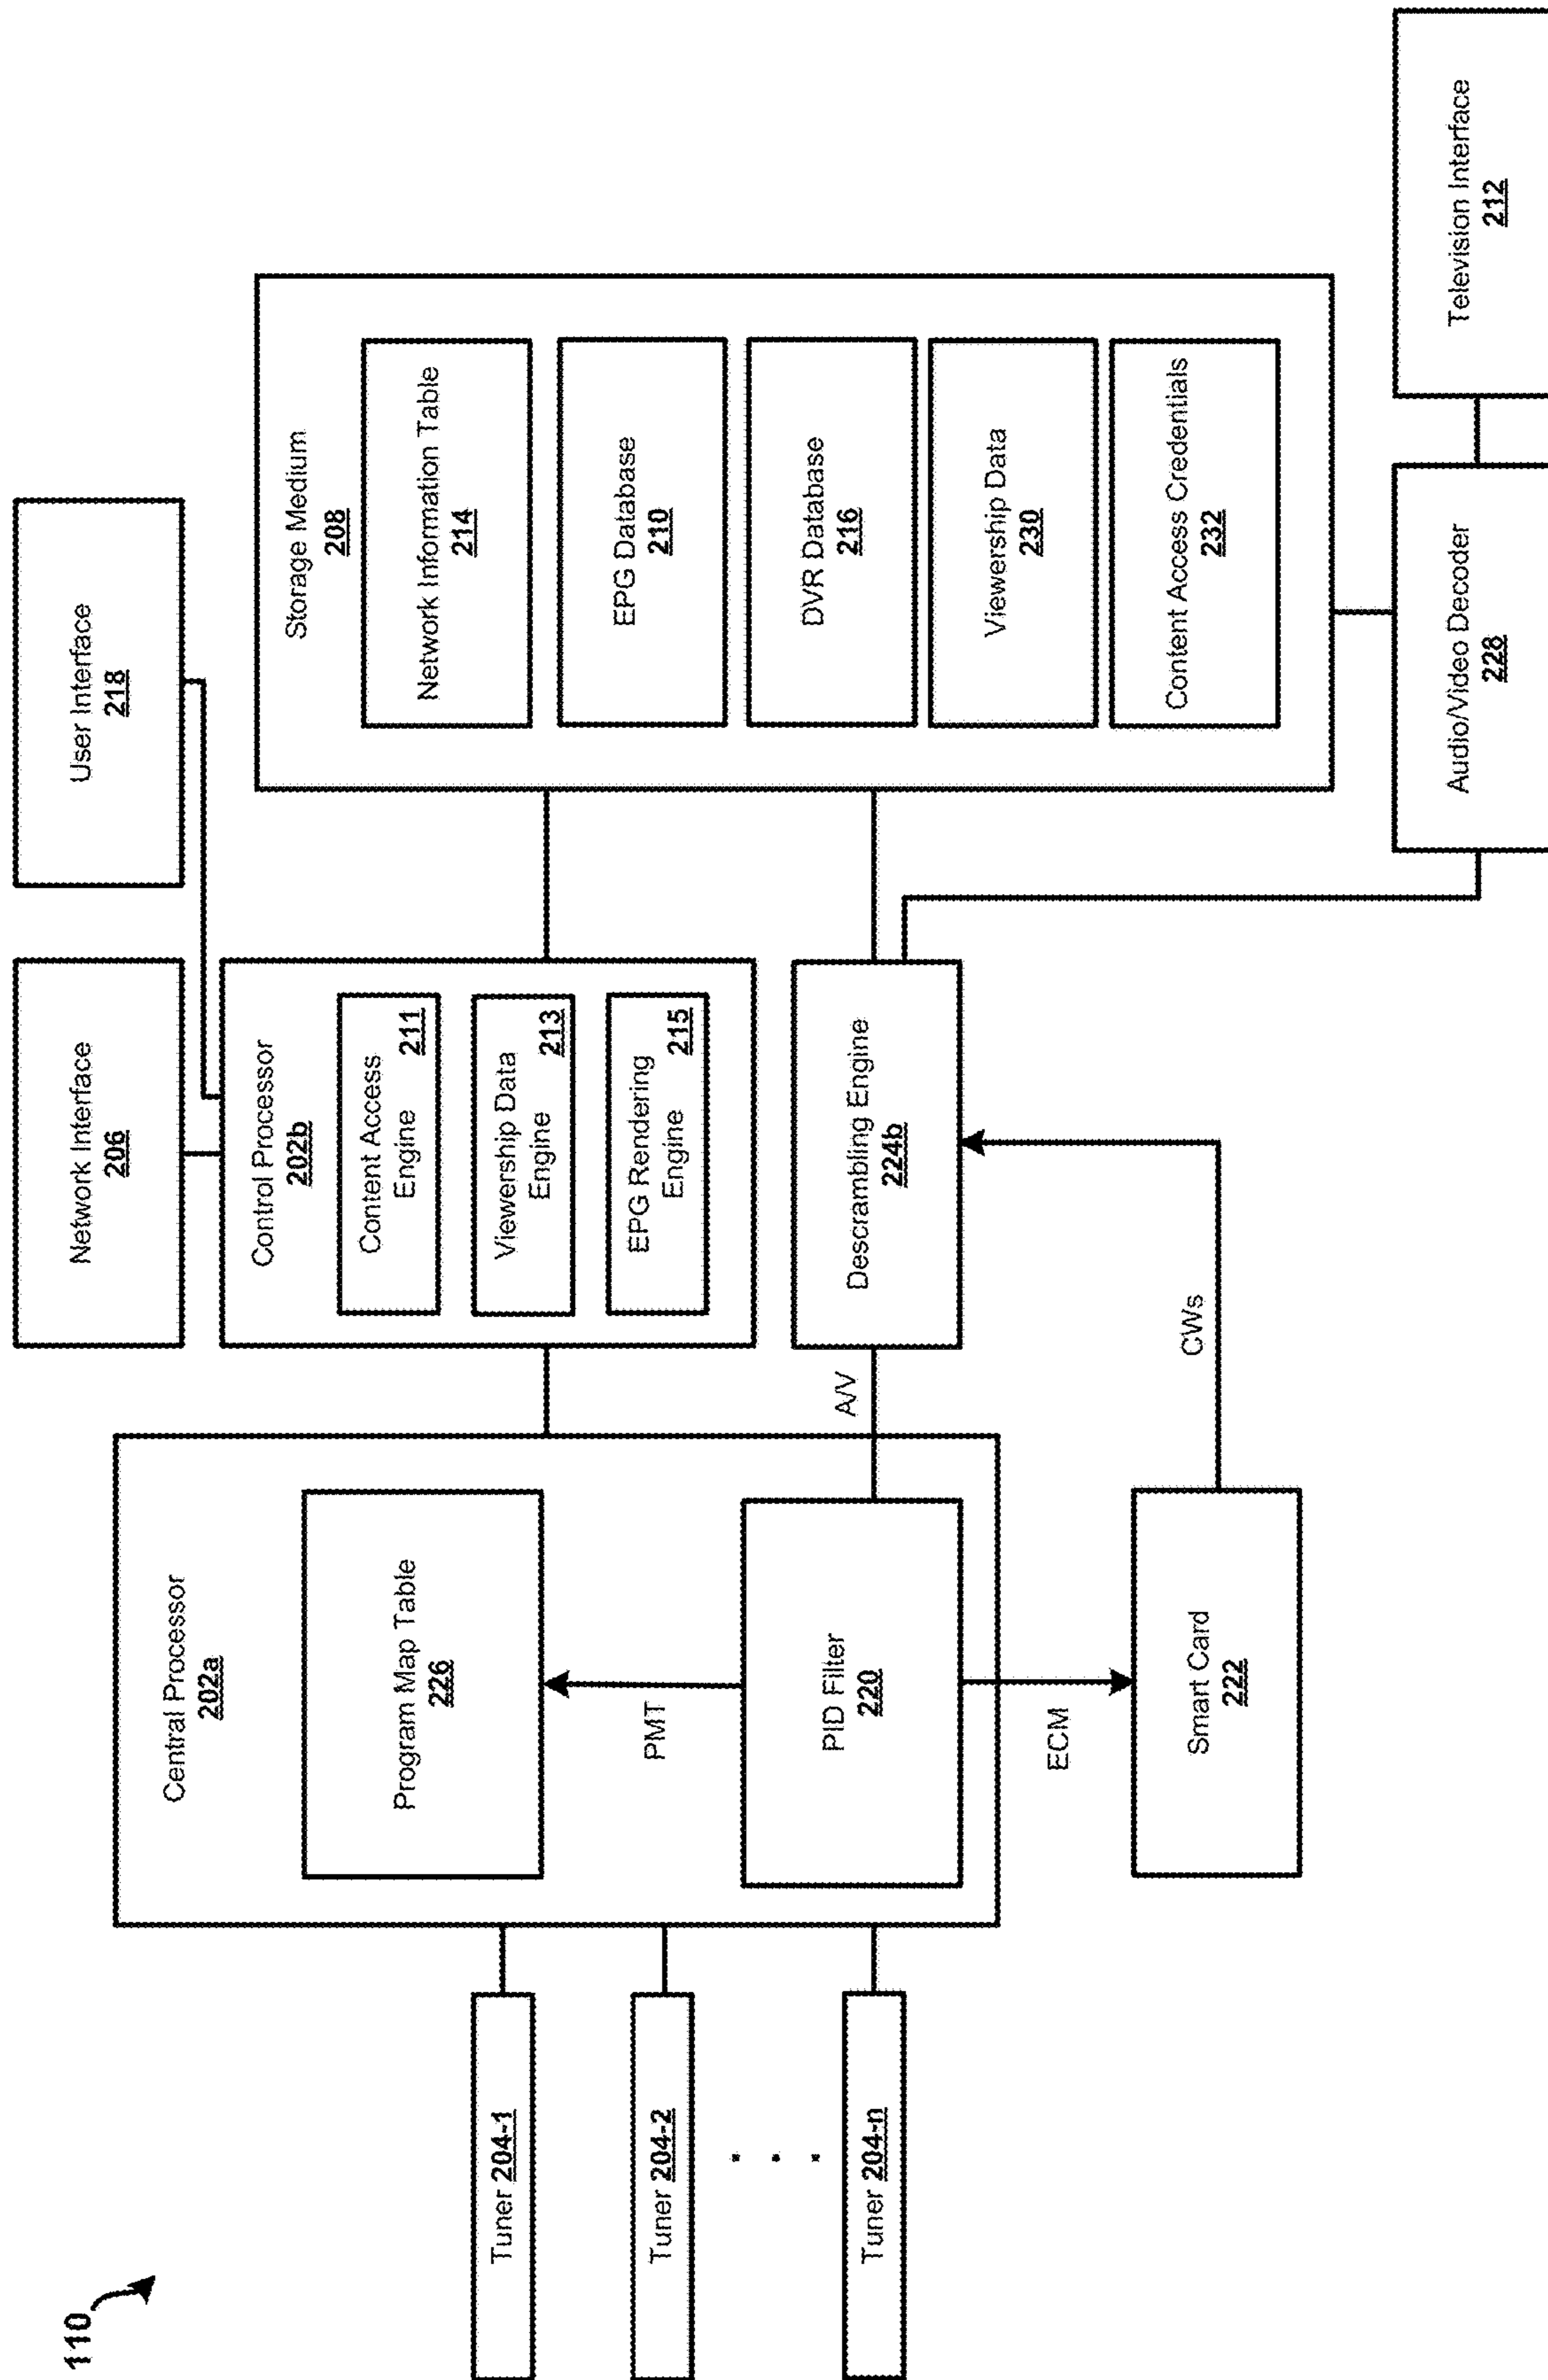 110
Tuner 204-1
Tuner 204-2
Tuner 204-n
Central Processor
202a
Program Map Table
226
PMT
PID Filter
220
ECM
Smart Card
222
A/V
CWs
Network Interface
206
Control Processor
202b
Content Access
Engine
211
Viewership Data
Engine
213
EPG Rendering
Engine
215
Descrambling Engine
224b
User Interface
218
Storage Medium
208
Network Information Table
214
EPG Database
210
DVR Database
216
Viewership Data
230
Content Access Credentials
232
Audio/Video Decoder
228
Television Interface
212